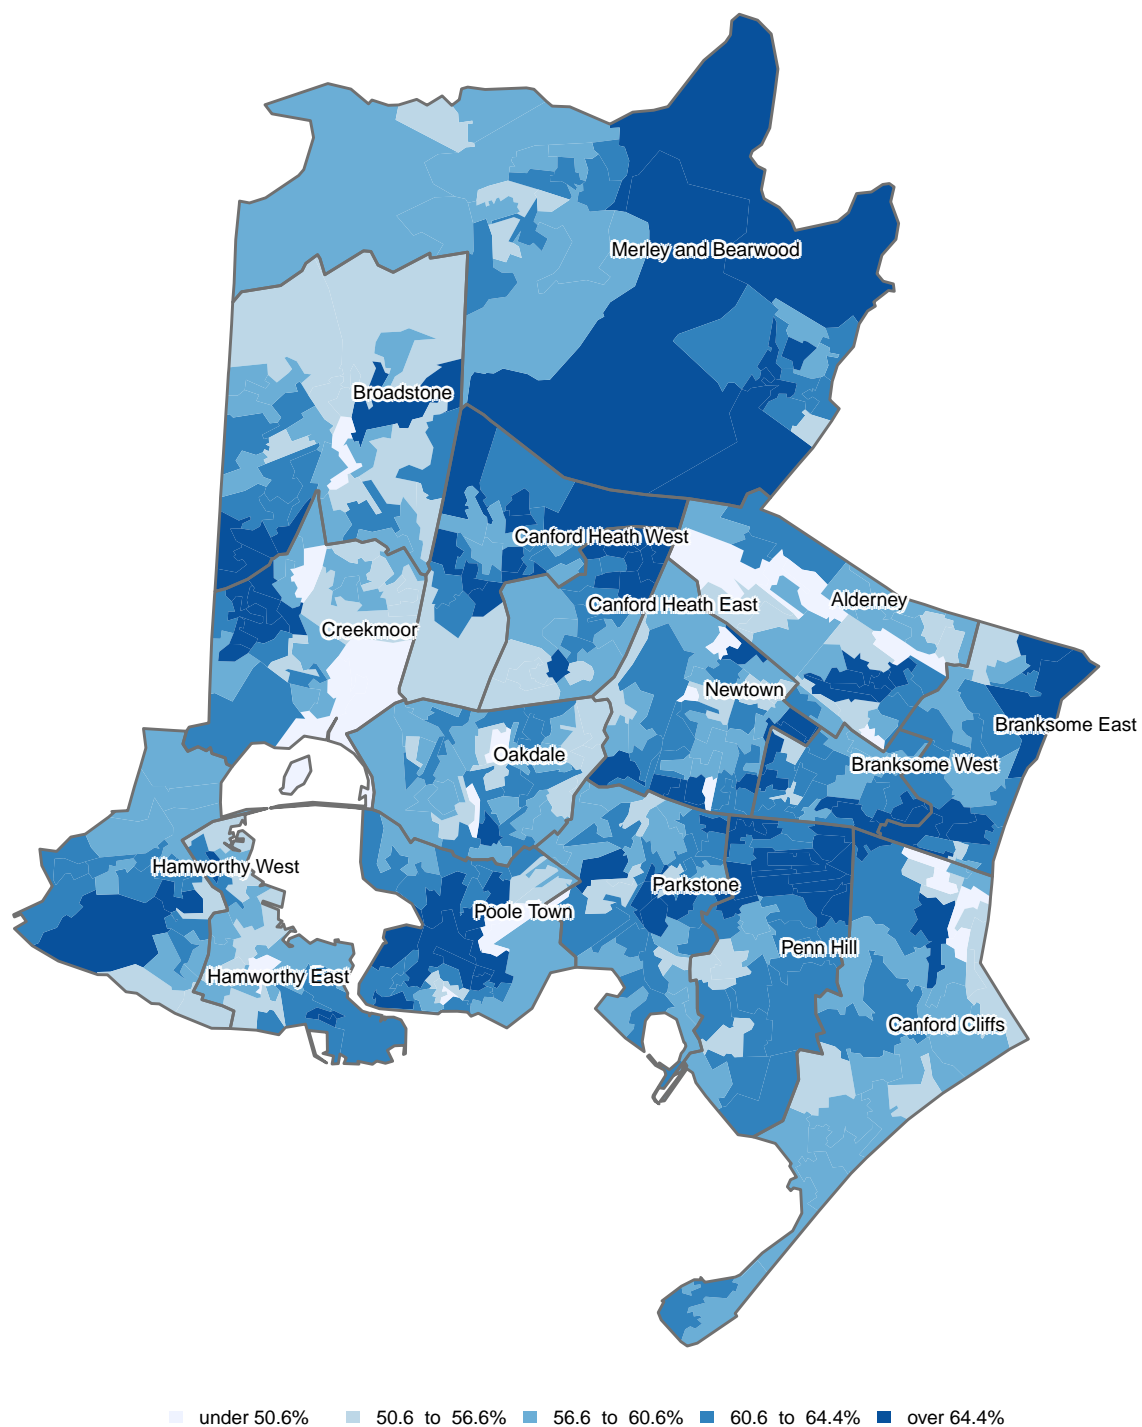 Merley and Bearwood
Broadstone
Canford Heath West
Canford Heath East
Alderney
Creekmoor
Newtown
Branksome East
Oakdale
Branksome West
Hamworthy West
Parkstone
Poole Town
Penn Hill
Hamworthy East
Canford Cliffs
under 50.6% 50.6 to 56.6% 56.6 to 60.6% 60.6 to 64.4% over 64.4%